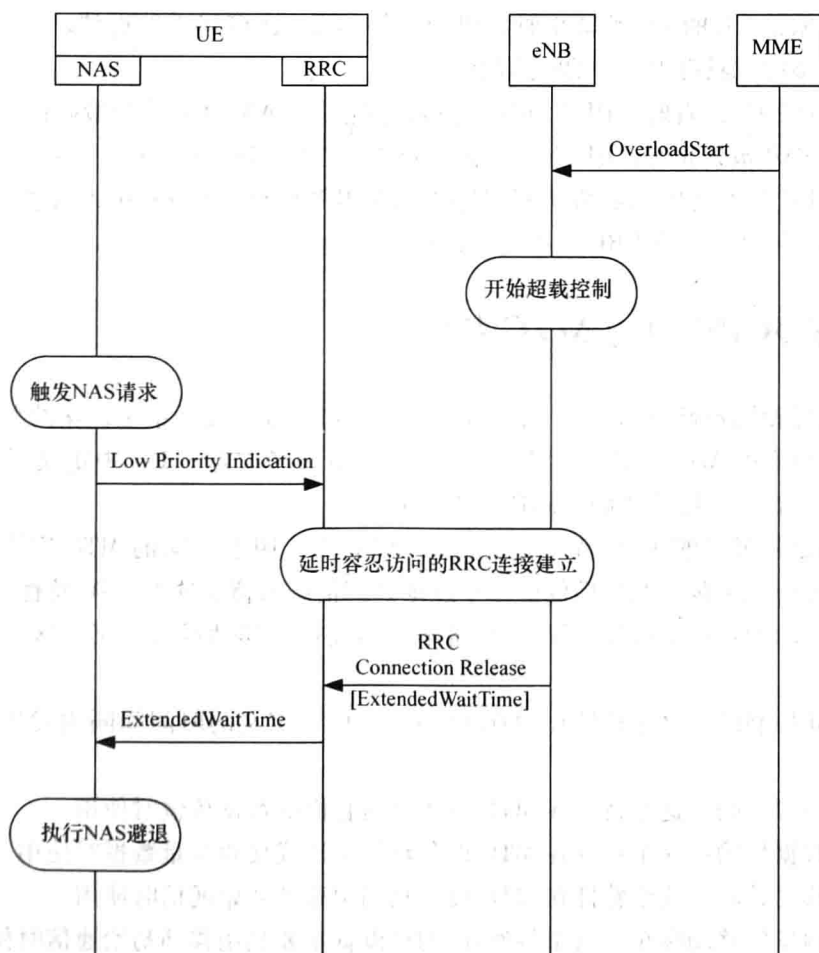 UE
eNB
MME
NAS
RRC
OverloadStart
开始超载控制
触发NAS请求
Low Priority Indication
延时容忍访问的RRC连接建立
RRC
Connection Release
[ExtendedWaitTime]
ExtendedWaitTime
执行NAS避退